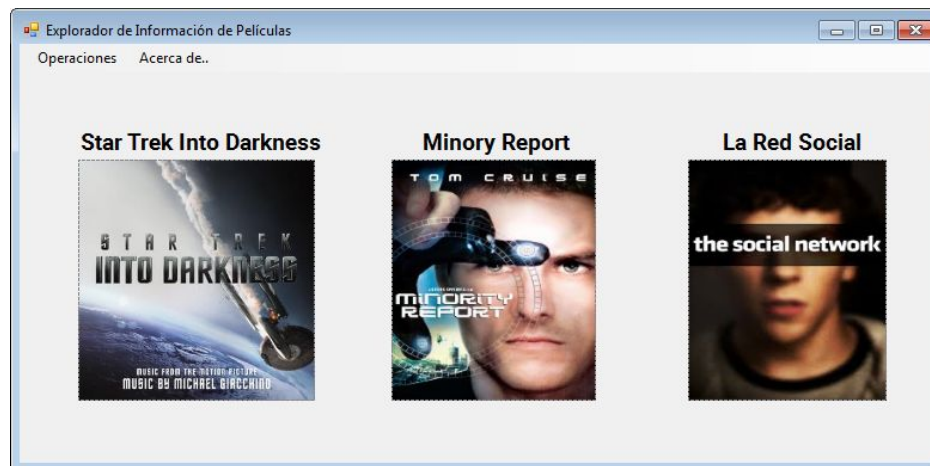 Explorador de Información de Películas
Operaciones Acerca de..
Star Trek Into Darkness
Minory Report
La Red Social
STAR TREK
INTO DARKNESS
MUSIC FROM THE MOTION PICTURE
MUSIC BY MICHAEL GIACCHINO
TOM CRUISE
MINORITY
REPORT
the social network